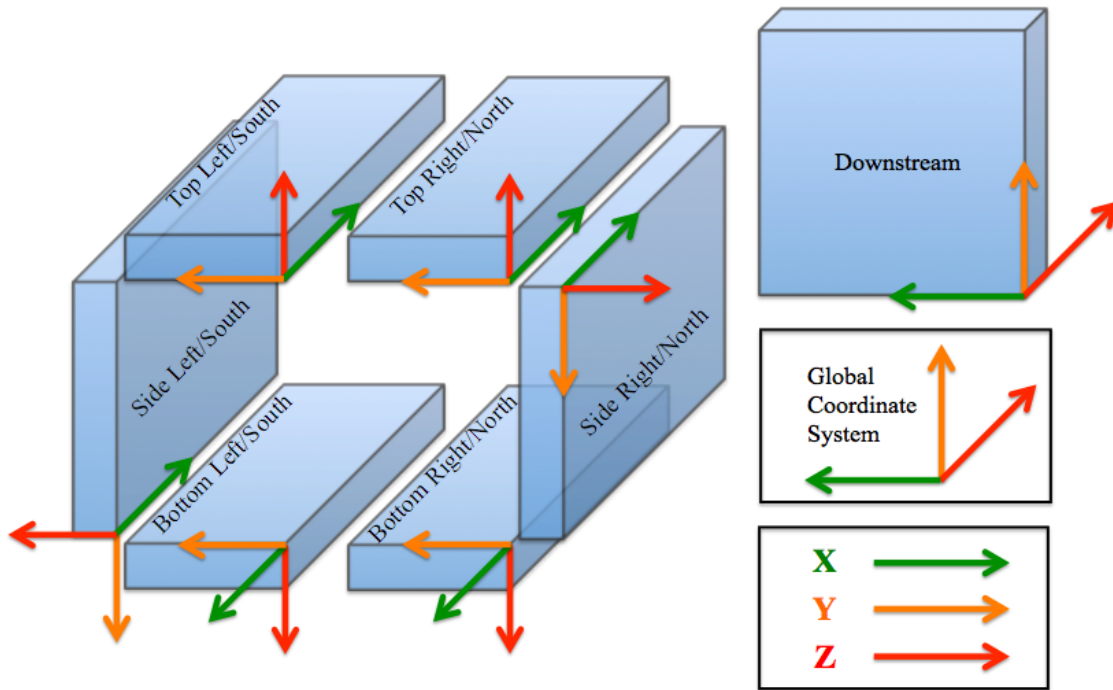 Top Left/South
Top Right/North
Downstream
Side Left/South
Side Right/North
Bottom Left/South
Bottom Right/North
Global
Coordinate
System
X
Y
Z